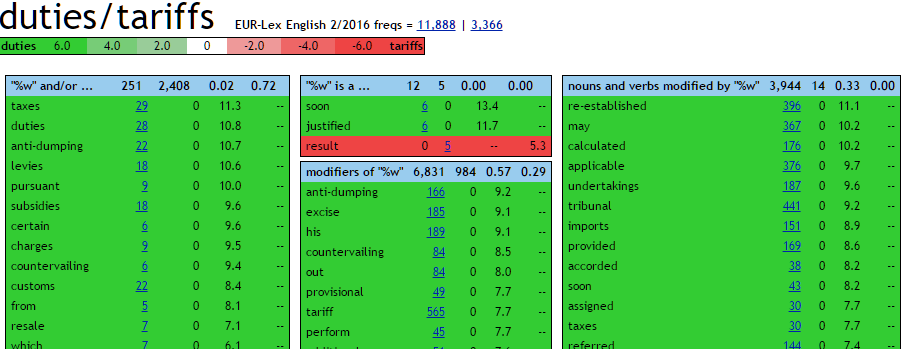 duties/tariffs EUR-Lex English 2/2016 freqs = 11,888 | 3,366
duties 6.0 4.0 2.0 0 -2.0 -4.0 -6.0 tariffs
"%w" and/or ... 251 2,408 0.02 0.72
taxes 29 0 11.3 --
duties 28 0 10.8 --
anti-dumping 22 0 10.7 --
levies 18 0 10.6 --
pursuant 9 0 10.0 --
subsidies 18 0 9.6 --
certain 6 0 9.6 --
charges 9 0 9.5 --
countervailing 6 0 9.4 --
customs 22 0 8.4 --
from 5 0 8.1 --
resale 7 0 7.1 --
which 7 0 6.1 --
"%w" is a ... 12 5 0.00 0.00
soon 6 0 13.4 --
justified 6 0 11.7 --
result 0 5 -- 5.3
modifiers of "%w" 6,831 984 0.57 0.29
anti-dumping 166 0 9.2 --
excise 185 0 9.1 --
his 189 0 9.1 --
countervailing 84 0 8.5 --
out 84 0 8.0 --
provisional 49 0 7.7 --
tariff 565 0 7.7 --
perform 45 0 7.7 --
nouns and verbs modified by "%w" 3,944 14 0.33 0.00
re-established 396 0 11.1 --
may 367 0 10.2 --
calculated 176 0 10.2 --
applicable 376 0 9.7 --
undertakings 187 0 9.6 --
tribunal 441 0 9.2 --
imports 151 0 8.9 --
provided 169 0 8.6 --
accorded 38 0 8.2 --
soon 43 0 8.2 --
assigned 30 0 7.7 --
taxes 30 0 7.7 --
referred 144 0 7.4 --